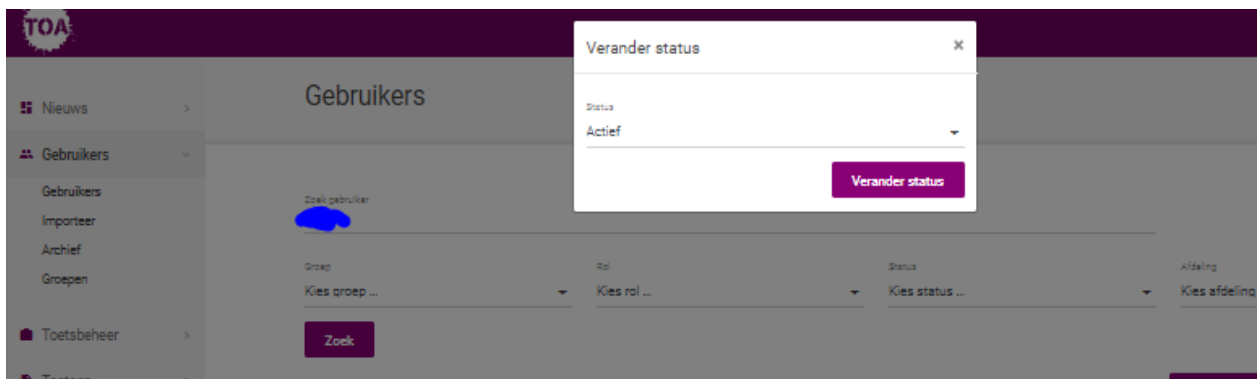 TOA
Verander status ×
Status
Actief
Verander status
Nieuws
Gebruikers
Gebruikers
Importeer
Archief
Groepen
Toetsbeheer
Gebruikers
Zoek gebruiker
Groep Rol Status Afdeling
Kies groep ... Kies rol ... Kies status ... Kies afdeling
Zoek